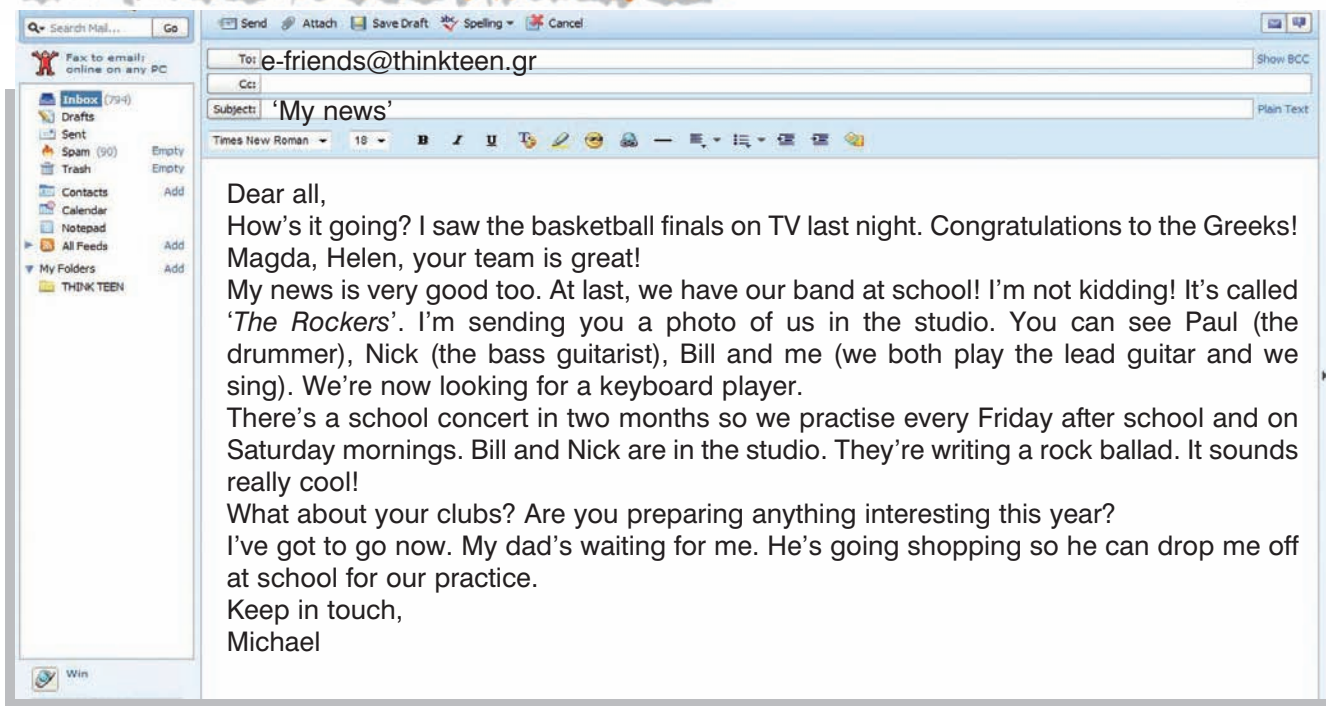 Search Mail... Go
Send Attach Save Draft Spelling Cancel
Fax to email:
online on any PC
To: e-friends@thinkteen.gr Show BCC
Cc:
Subject: ‘My news’ Plain Text
Times New Roman 18 B I U
Inbox (794)
Drafts
Sent
Spam (90) Empty
Trash Empty
Contacts Add
Calendar
Notepad
All Feeds Add
My Folders Add
THINK TEEN
Win
Dear all,
How’s it going? I saw the basketball finals on TV last night. Congratulations to the Greeks!
Magda, Helen, your team is great!
My news is very good too. At last, we have our band at school! I’m not kidding! It’s called
‘The Rockers’. I’m sending you a photo of us in the studio. You can see Paul (the
drummer), Nick (the bass guitarist), Bill and me (we both play the lead guitar and we
sing). We’re now looking for a keyboard player.
There’s a school concert in two months so we practise every Friday after school and on
Saturday mornings. Bill and Nick are in the studio. They’re writing a rock ballad. It sounds
really cool!
What about your clubs? Are you preparing anything interesting this year?
I’ve got to go now. My dad’s waiting for me. He’s going shopping so he can drop me off
at school for our practice.
Keep in touch,
Michael